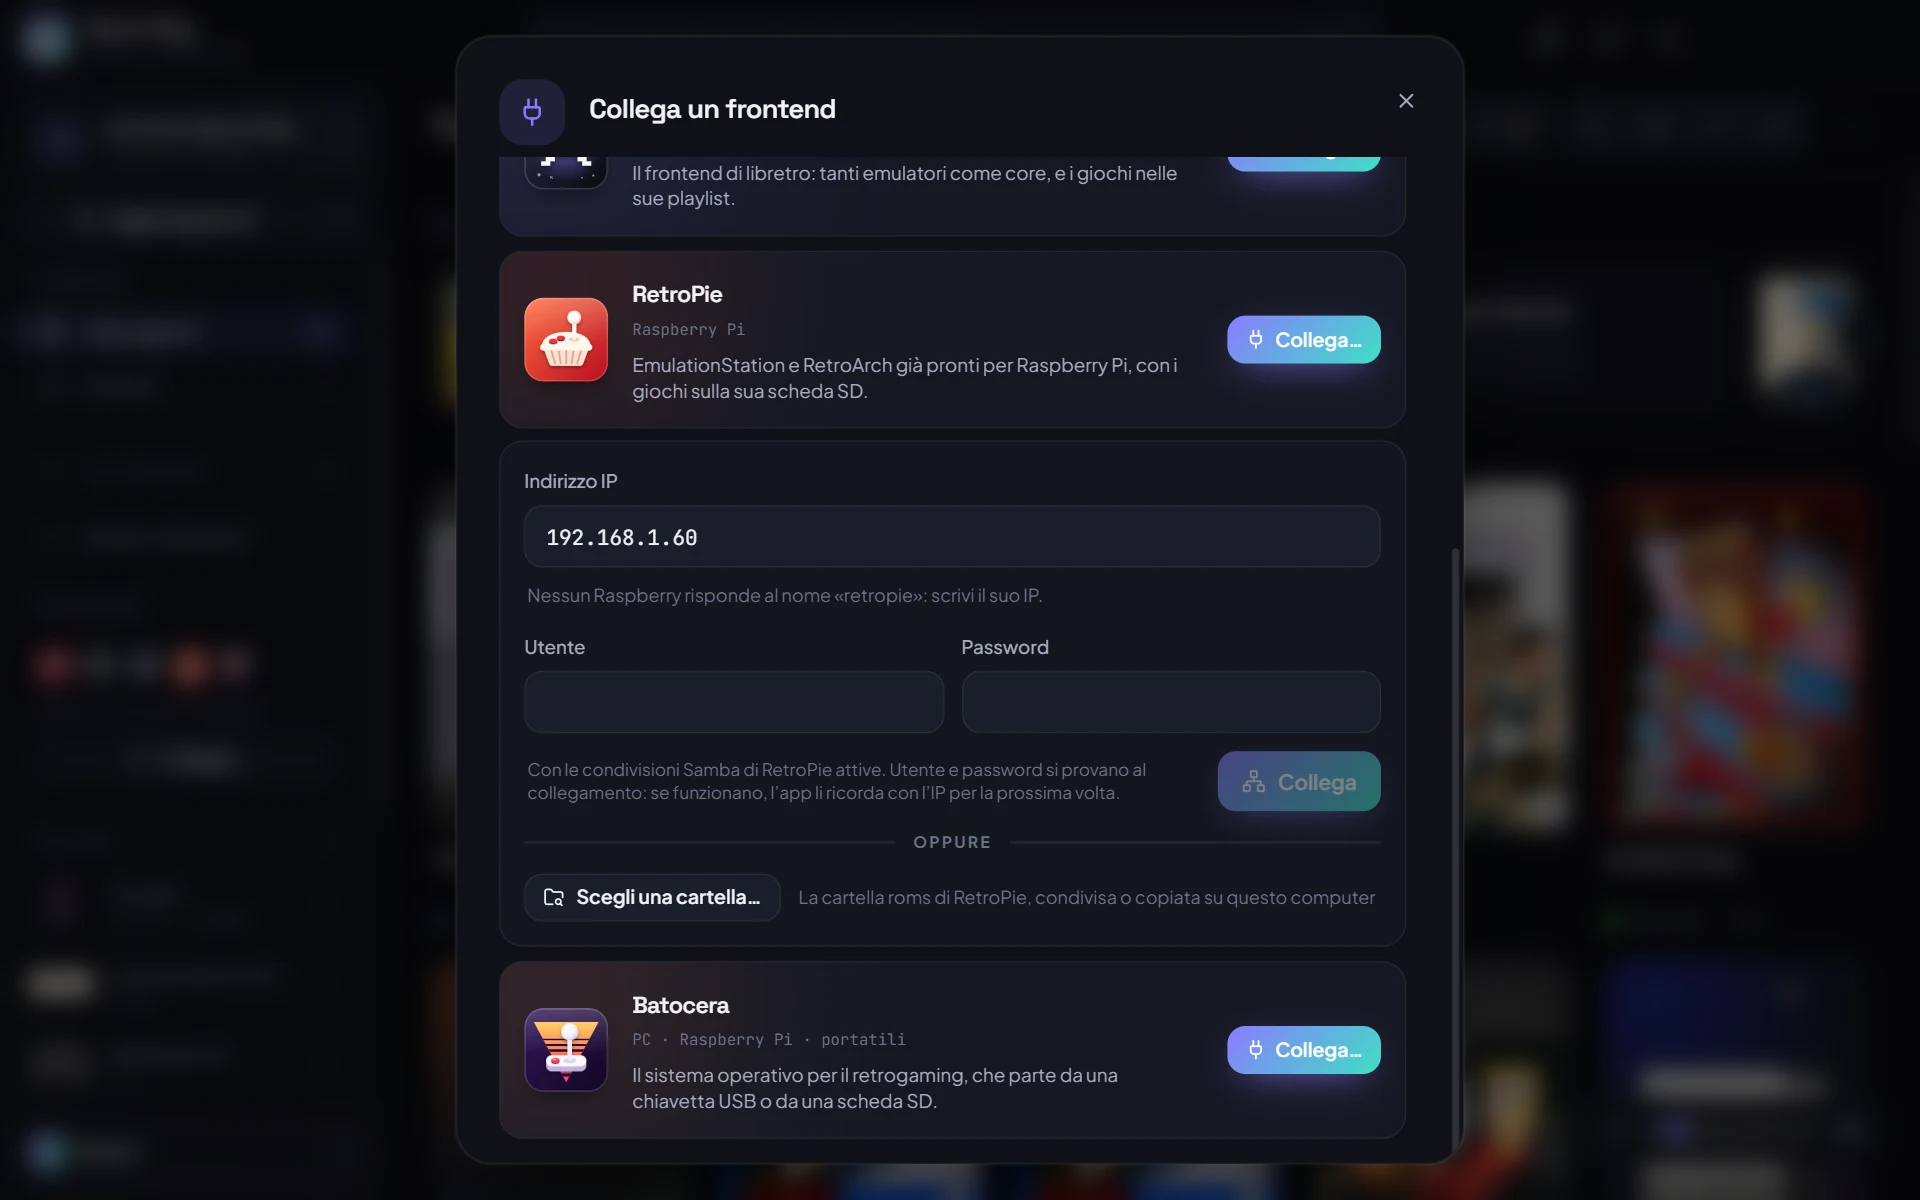 Collega un frontend
Il frontend di libretro: tanti emulatori come core, e i giochi nelle
sue playlist.
RetroPie
Raspberry Pi
EmulationStation e RetroArch già pronti per Raspberry Pi, con i
giochi sulla sua scheda SD.
Collega…
Indirizzo IP
192.168.1.60
Nessun Raspberry risponde al nome «retropie»: scrivi il suo IP.
Utente
Password
Con le condivisioni Samba di RetroPie attive. Utente e password si provano al
collegamento: se funzionano, l’app li ricorda con l’IP per la prossima volta.
Collega
OPPURE
Scegli una cartella…
La cartella roms di RetroPie, condivisa o copiata su questo computer
Batocera
PC · Raspberry Pi · portatili
Il sistema operativo per il retrogaming, che parte da una
chiavetta USB o da una scheda SD.
Collega…